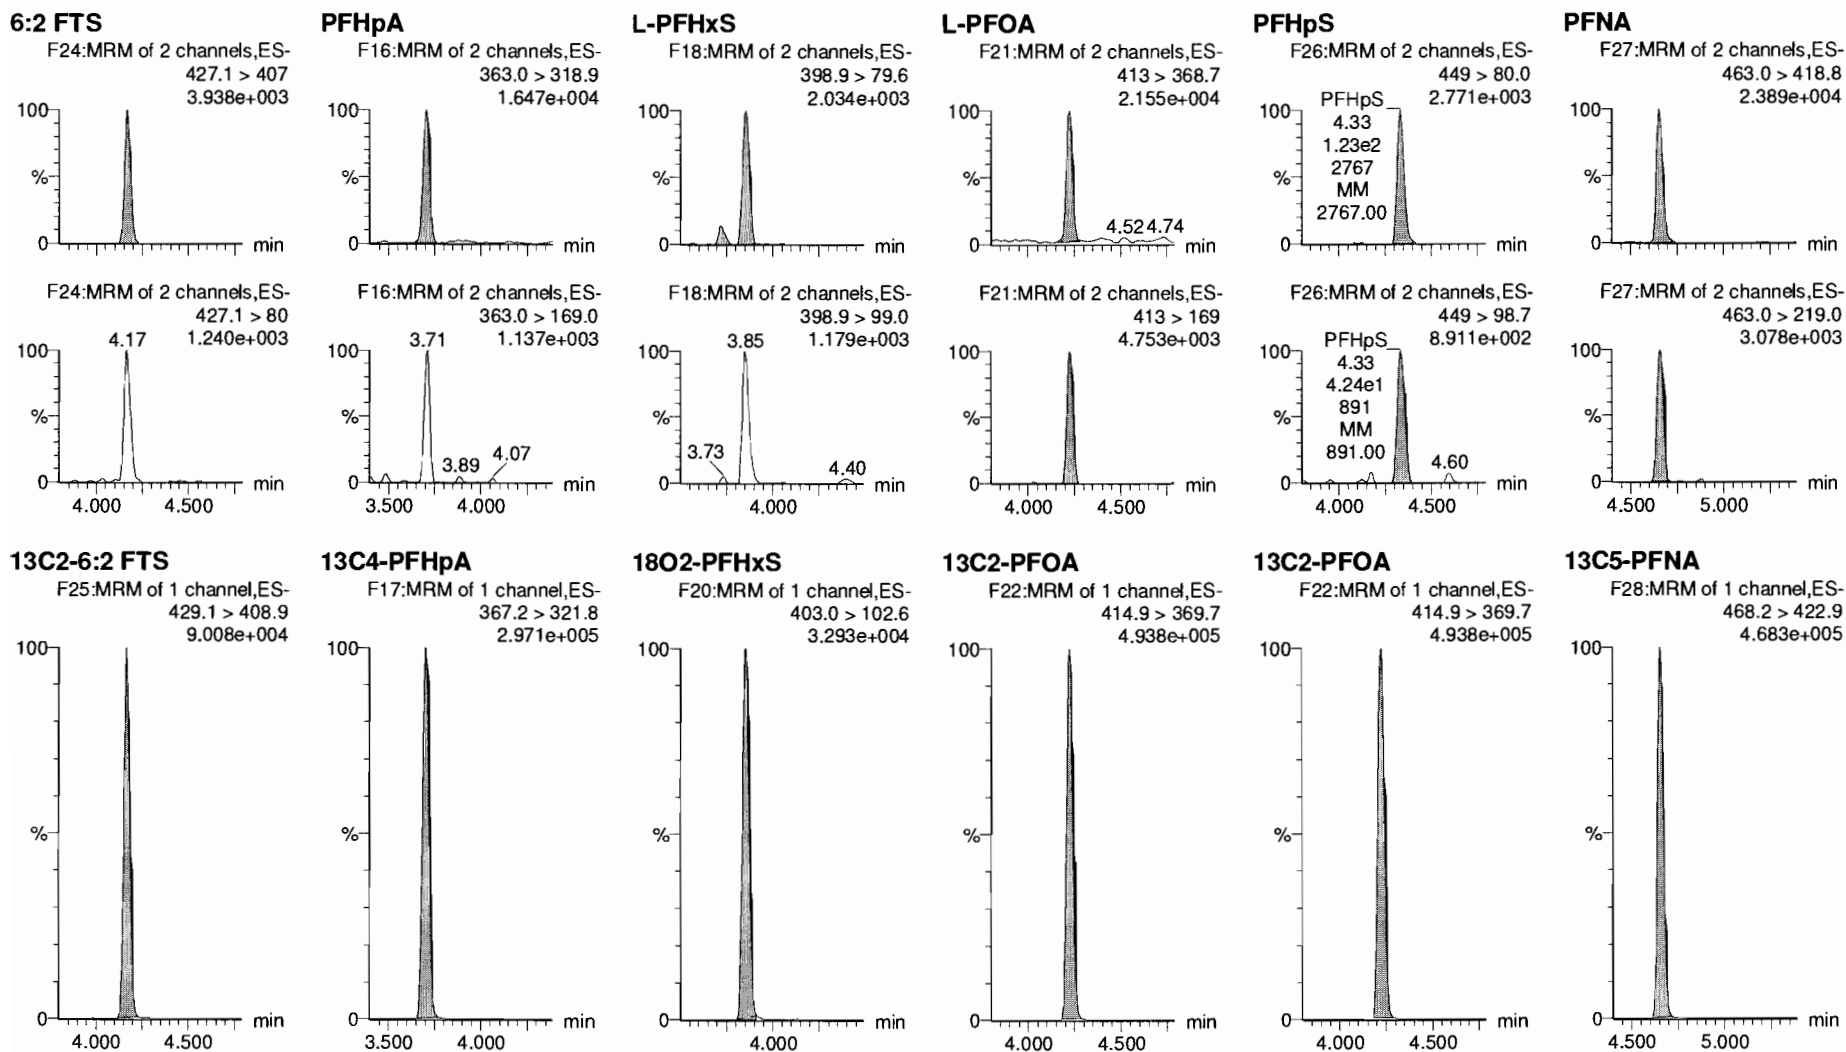 6:2 FTS
F24:MRM of 2 channels,ES-
427.1 > 407
3.938e+003
100
%
0
min
F24:MRM of 2 channels,ES-
427.1 > 80
1.240e+003
4.17
100
%
0
min
4.000 4.500
PFHpA
F16:MRM of 2 channels,ES-
363.0 > 318.9
1.647e+004
100
%
0
min
F16:MRM of 2 channels,ES-
363.0 > 169.0
1.137e+003
3.71
100
%
3.89
4.07
0
min
3.500 4.000
L-PFHxS
F18:MRM of 2 channels,ES-
398.9 > 79.6
2.034e+003
100
%
0
min
F18:MRM of 2 channels,ES-
398.9 > 99.0
1.179e+003
3.85
100
%
3.73
4.40
0
min
4.000
L-PFOA
F21:MRM of 2 channels,ES-
413 > 368.7
2.155e+004
100
%
4.52 4.74
0
min
F21:MRM of 2 channels,ES-
413 > 169
4.753e+003
100
%
0
min
4.000 4.500
PFHpS
F26:MRM of 2 channels,ES-
449 > 80.0
2.771e+003
PFHpS
4.33
1.23e2
2767
MM
2767.00
100
%
0
min
F26:MRM of 2 channels,ES-
449 > 98.7
8.911e+002
PFHpS
4.33
4.24e1
891
MM
891.00
4.60
100
%
0
min
4.000 4.500
PFNA
F27:MRM of 2 channels,ES-
463.0 > 418.8
2.389e+004
100
%
0
min
F27:MRM of 2 channels,ES-
463.0 > 219.0
3.078e+003
100
%
0
min
4.500 5.000
13C2-6:2 FTS
F25:MRM of 1 channel,ES-
429.1 > 408.9
9.008e+004
100
%
0
min
4.000 4.500
13C4-PFHpA
F17:MRM of 1 channel,ES-
367.2 > 321.8
2.971e+005
100
%
0
min
3.500 4.000
18O2-PFHxS
F20:MRM of 1 channel,ES-
403.0 > 102.6
3.293e+004
100
%
0
min
4.000
13C2-PFOA
F22:MRM of 1 channel,ES-
414.9 > 369.7
4.938e+005
100
%
0
min
4.000 4.500
13C2-PFOA
F22:MRM of 1 channel,ES-
414.9 > 369.7
4.938e+005
100
%
0
min
4.000 4.500
13C5-PFNA
F28:MRM of 1 channel,ES-
468.2 > 422.9
4.683e+005
100
%
0
min
4.500 5.000